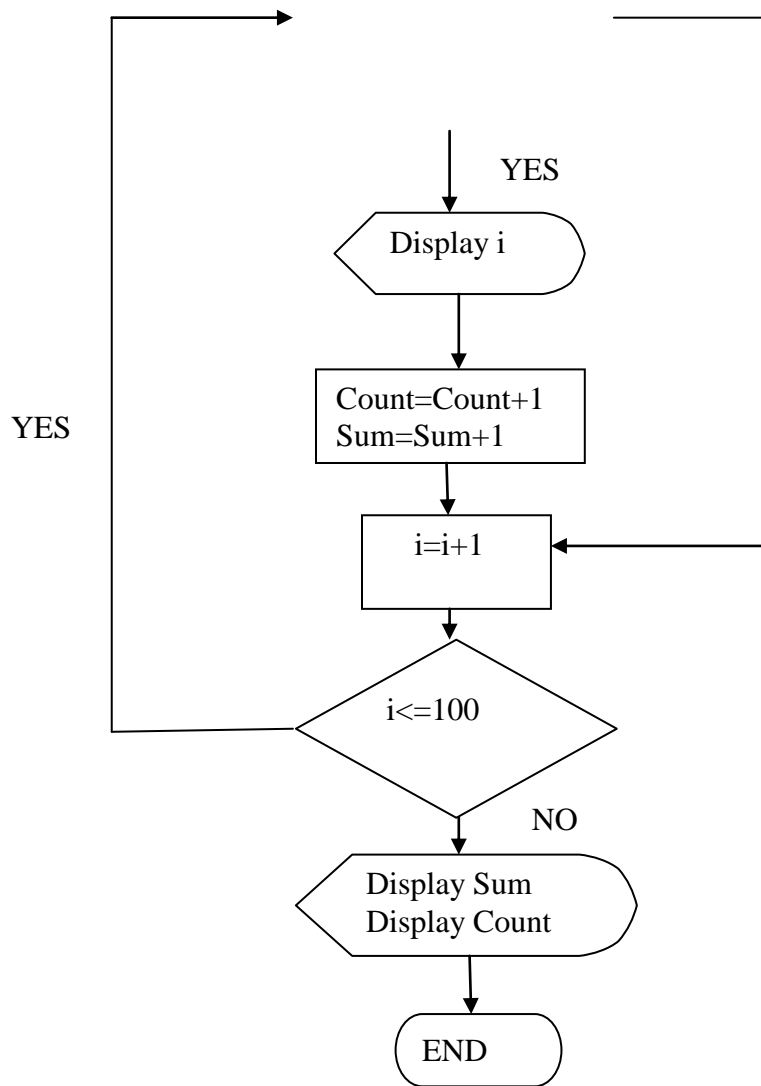 YES
Display i
Count=Count+1
Sum=Sum+1
YES
i=i+1
i<=100
NO
Display Sum
Display Count
END